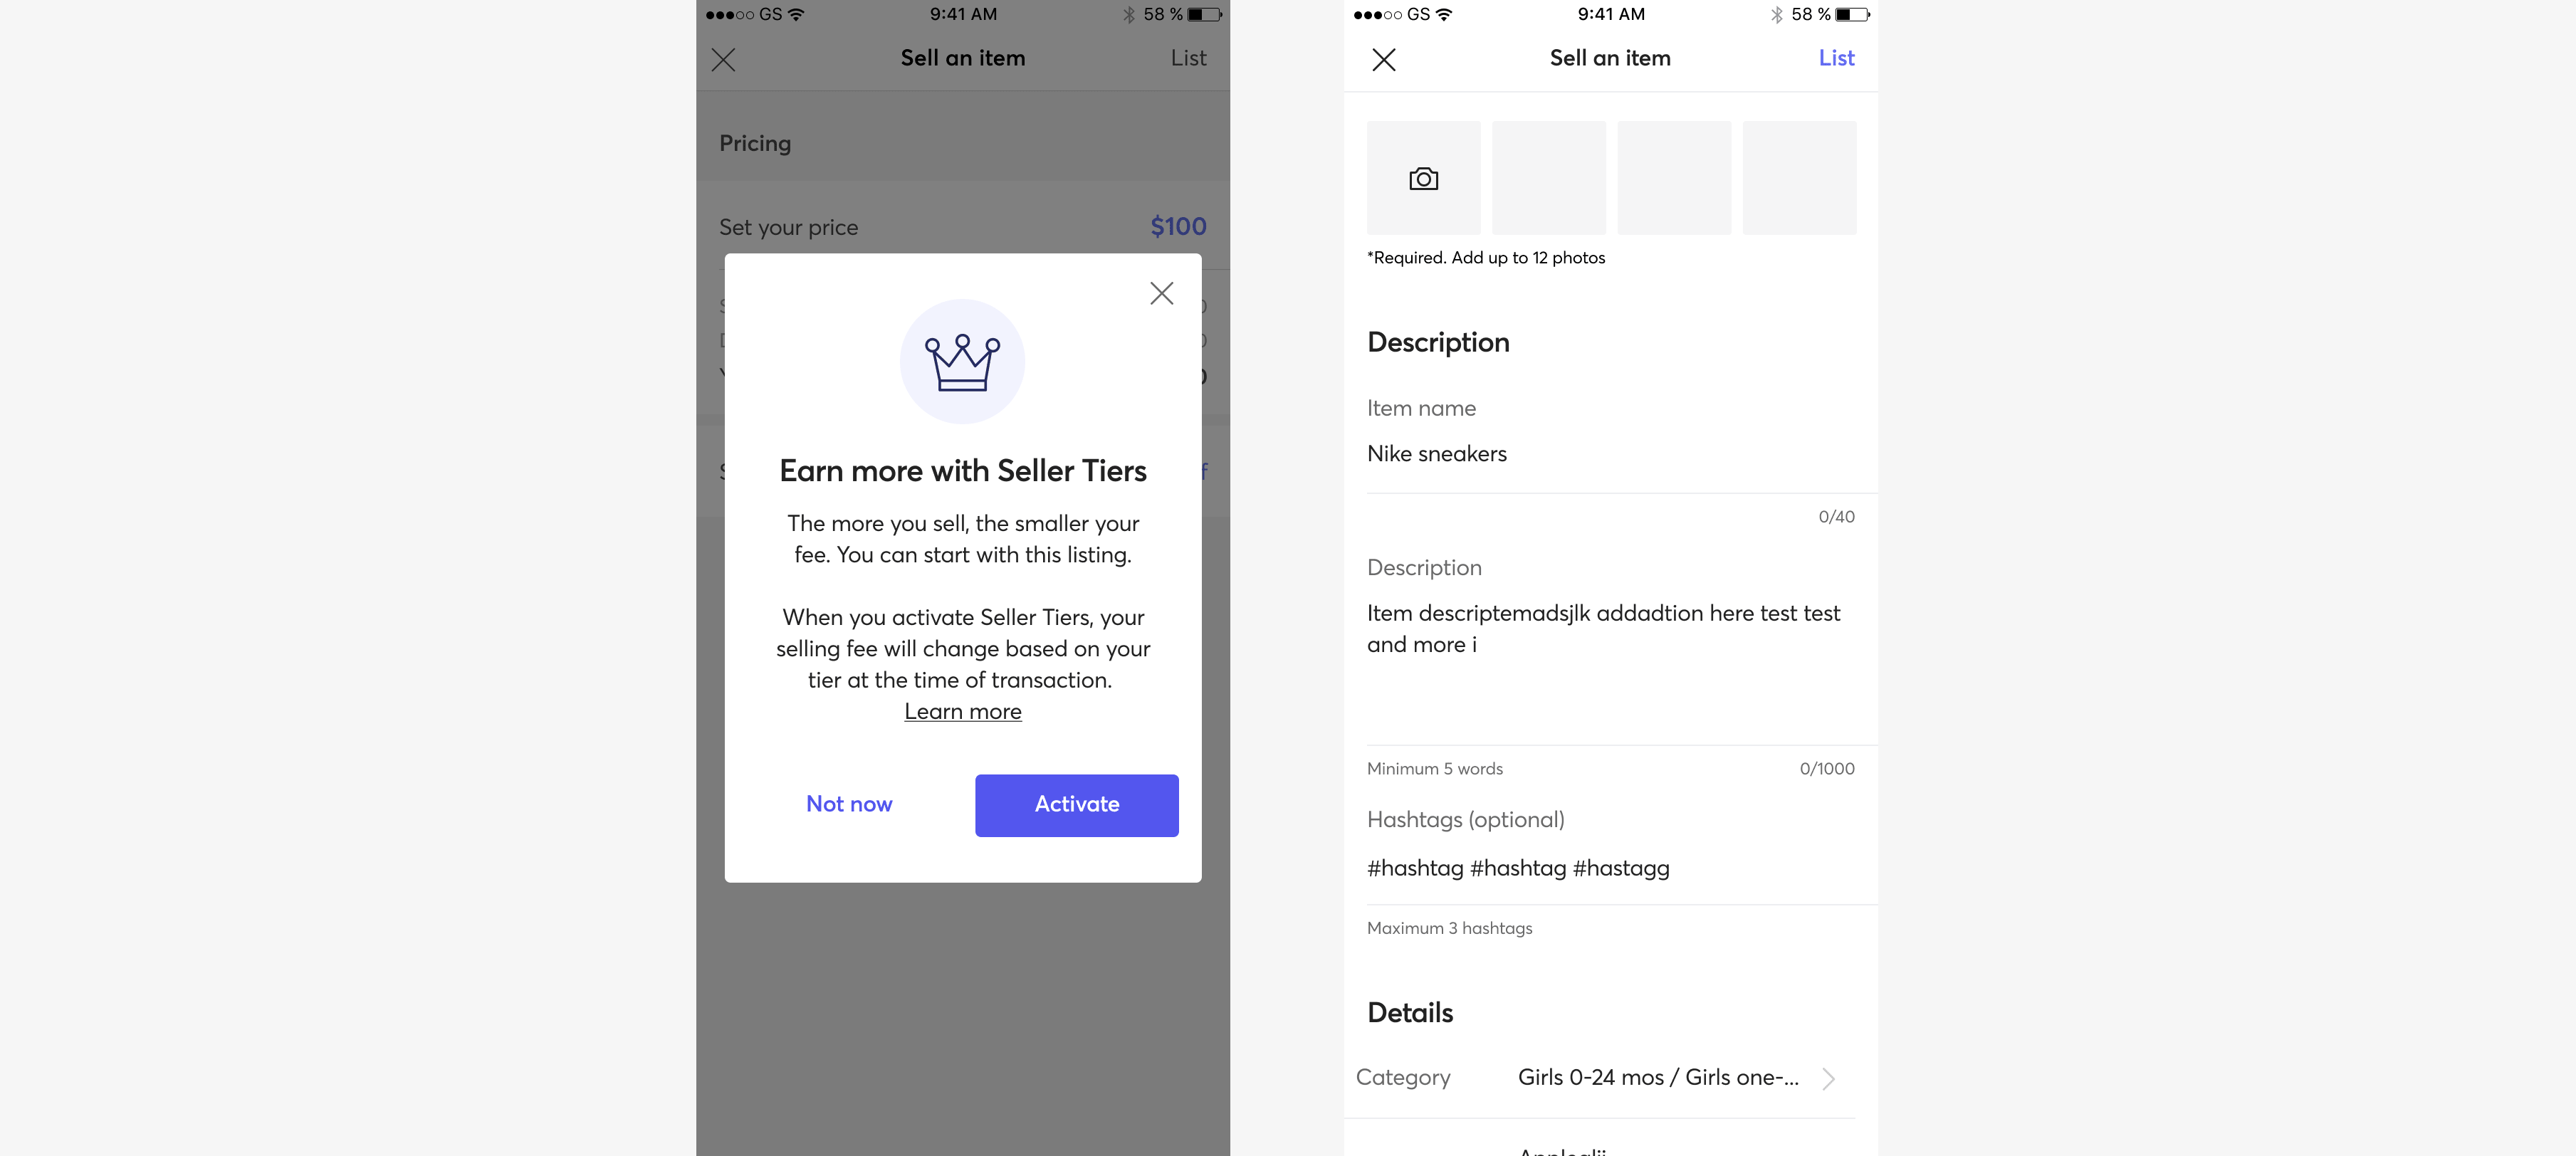 GS 9:41 AM 58 %
Sell an item List
Pricing
Set your price $100
Earn more with Seller Tiers
The more you sell, the smaller your
fee. You can start with this listing.
When you activate Seller Tiers, your
selling fee will change based on your
tier at the time of transaction.
Learn more
Not now Activate
GS 9:41 AM 58 %
Sell an item List
*Required. Add up to 12 photos
Description
Item name
Nike sneakers
0/40
Description
Item descriptemadsjlk addadtion here test test
and more i
Minimum 5 words 0/1000
Hashtags (optional)
#hashtag #hashtag #hastagg
Maximum 3 hashtags
Details
Category Girls 0-24 mos / Girls one-...